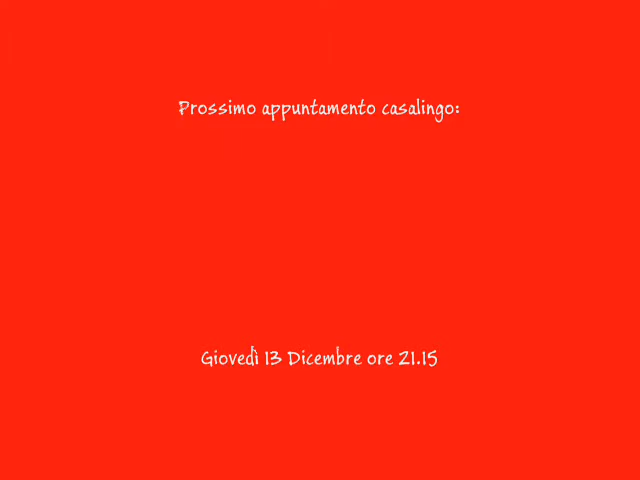 Prossimo appuntamento casalingo:
Giovedì 13 Dicembre ore 21.15